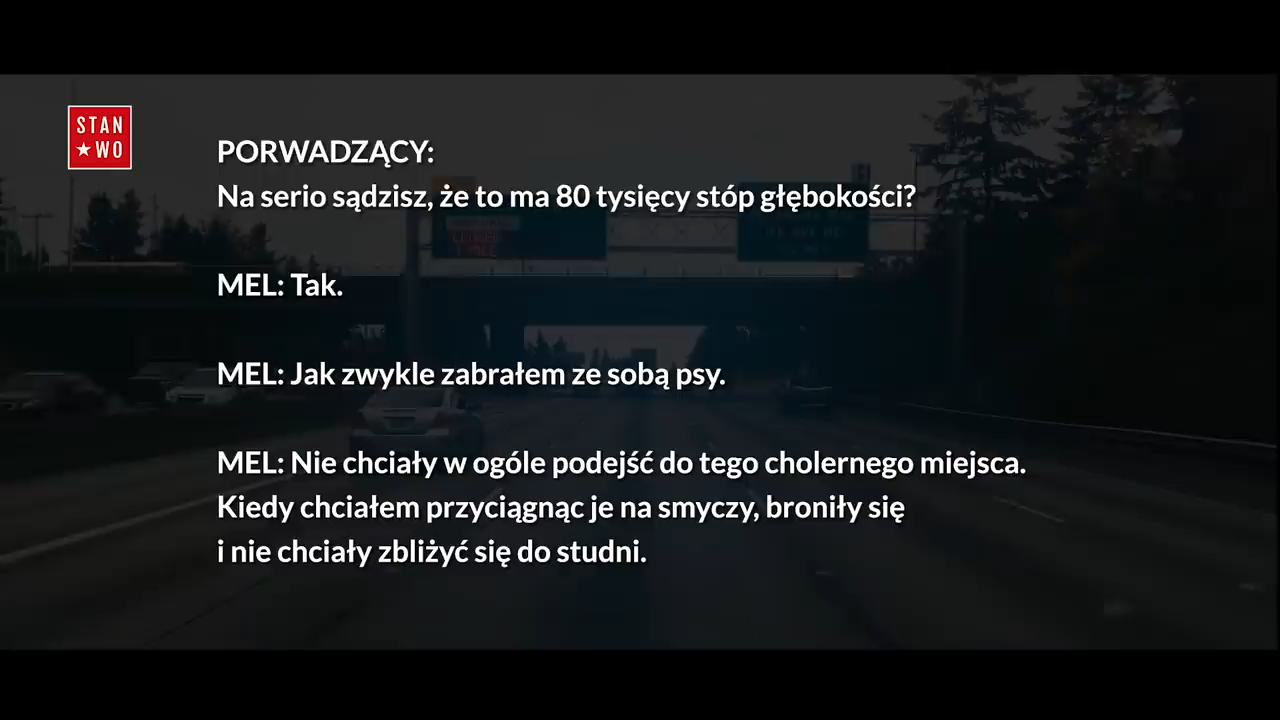 STAN
★WO
PORWADZĄCY:
Na serio sądzisz, że to ma 80 tysięcy stóp głębokości?
MEL: Tak.
MEL: Jak zwykle zabrałem ze sobą psy.
MEL: Nie chciały w ogóle podejść do tego cholernego miejsca.
Kiedy chciałem przyciągnąc je na smyczy, broniły się
i nie chciały zbliżyć się do studni.